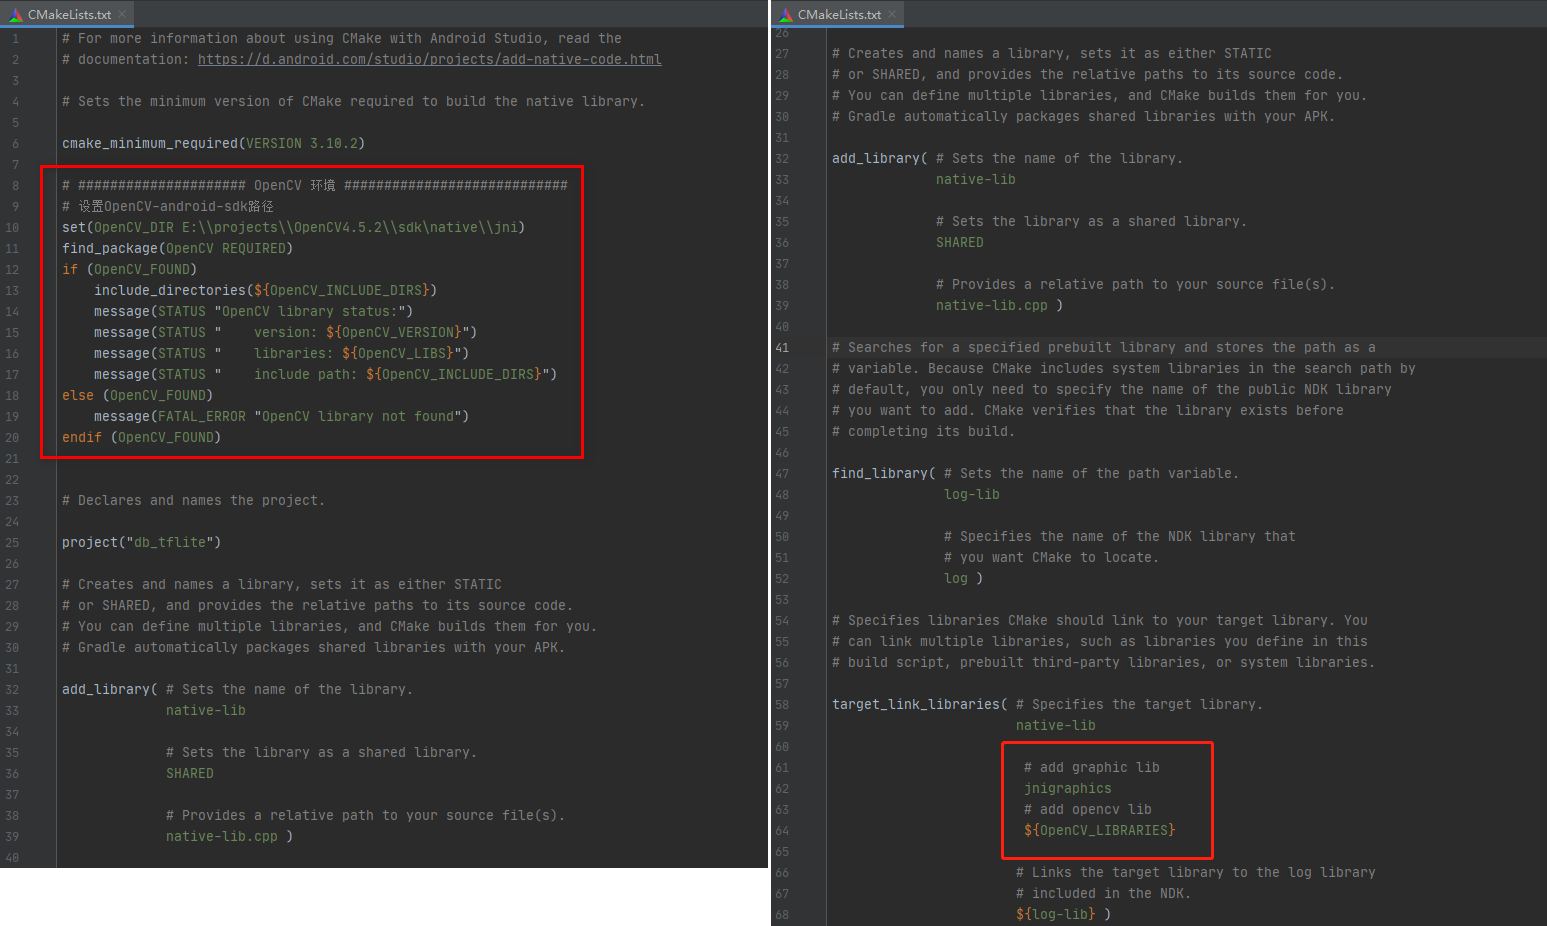 CMakeLists.txt
1 # For more information about using CMake with Android Studio, read the
2 # documentation: https://d.android.com/studio/projects/add-native-code.html
3
4 # Sets the minimum version of CMake required to build the native library.
5
6 cmake_minimum_required(VERSION 3.10.2)
7
8 # ##################### OpenCV 环境 ############################
9 # 设置OpenCV-android-sdk路径
10 set(OpenCV_DIR E:\\projects\\OpenCV4.5.2\\sdk\native\\jni)
11 find_package(OpenCV REQUIRED)
12 if (OpenCV_FOUND)
13 include_directories(${OpenCV_INCLUDE_DIRS})
14 message(STATUS "OpenCV library status:")
15 message(STATUS "    version: ${OpenCV_VERSION}")
16 message(STATUS "    libraries: ${OpenCV_LIBS}")
17 message(STATUS "    include path: ${OpenCV_INCLUDE_DIRS}")
18 else (OpenCV_FOUND)
19 message(FATAL_ERROR "OpenCV library not found")
20 endif (OpenCV_FOUND)
21
22
23 # Declares and names the project.
24
25 project("db_tflite")
26
27 # Creates and names a library, sets it as either STATIC
28 # or SHARED, and provides the relative paths to its source code.
29 # You can define multiple libraries, and CMake builds them for you.
30 # Gradle automatically packages shared libraries with your APK.
31
32 add_library( # Sets the name of the library.
33 native-lib
34
35 # Sets the library as a shared library.
36 SHARED
37
38 # Provides a relative path to your source file(s).
39 native-lib.cpp )
40
CMakeLists.txt
26
27 # Creates and names a library, sets it as either STATIC
28 # or SHARED, and provides the relative paths to its source code.
29 # You can define multiple libraries, and CMake builds them for you.
30 # Gradle automatically packages shared libraries with your APK.
31
32 add_library( # Sets the name of the library.
33 native-lib
34
35 # Sets the library as a shared library.
36 SHARED
37
38 # Provides a relative path to your source file(s).
39 native-lib.cpp )
40
41 # Searches for a specified prebuilt library and stores the path as a
42 # variable. Because CMake includes system libraries in the search path by
43 # default, you only need to specify the name of the public NDK library
44 # you want to add. CMake verifies that the library exists before
45 # completing its build.
46
47 find_library( # Sets the name of the path variable.
48 log-lib
49
50 # Specifies the name of the NDK library that
51 # you want CMake to locate.
52 log )
53
54 # Specifies libraries CMake should link to your target library. You
55 # can link multiple libraries, such as libraries you define in this
56 # build script, prebuilt third-party libraries, or system libraries.
57
58 target_link_libraries( # Specifies the target library.
59 native-lib
60
61 # add graphic lib
62 jnigraphics
63 # add opencv lib
64 ${OpenCV_LIBRARIES}
65
66 # Links the target library to the log library
67 # included in the NDK.
68 ${log-lib} )